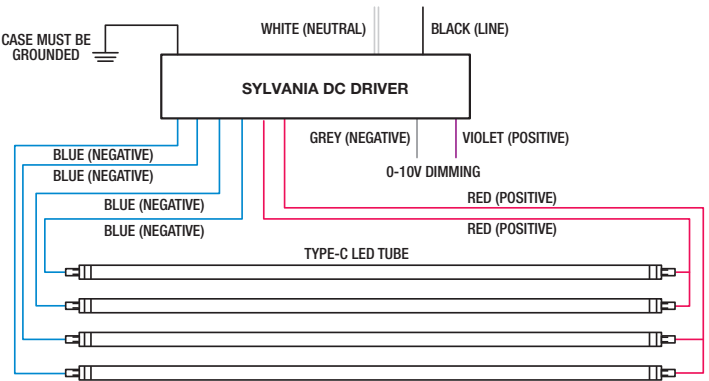 WHITE (NEUTRAL)
BLACK (LINE)
CASE MUST BE
GROUNDED
SYLVANIA DC DRIVER
GREY (NEGATIVE)
VIOLET (POSITIVE)
0-10V DIMMING
BLUE (NEGATIVE)
BLUE (NEGATIVE)
BLUE (NEGATIVE)
BLUE (NEGATIVE)
RED (POSITIVE)
RED (POSITIVE)
TYPE-C LED TUBE